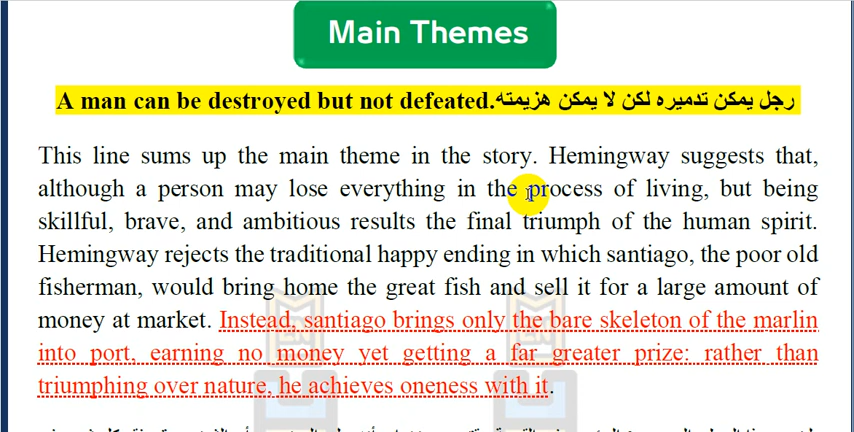 Main Themes
A man can be destroyed but not defeated.رجل يمكن تدميره لكن لا يمكن هزيمته
This line sums up the main theme in the story. Hemingway suggests that,
although a person may lose everything in the process of living, but being
skillful, brave, and ambitious results the final triumph of the human spirit.
Hemingway rejects the traditional happy ending in which santiago, the poor old
fisherman, would bring home the great fish and sell it for a large amount of
money at market. Instead, santiago brings only the bare skeleton of the marlin
into port, earning no money yet getting a far greater prize: rather than
triumphing over nature, he achieves oneness with it.